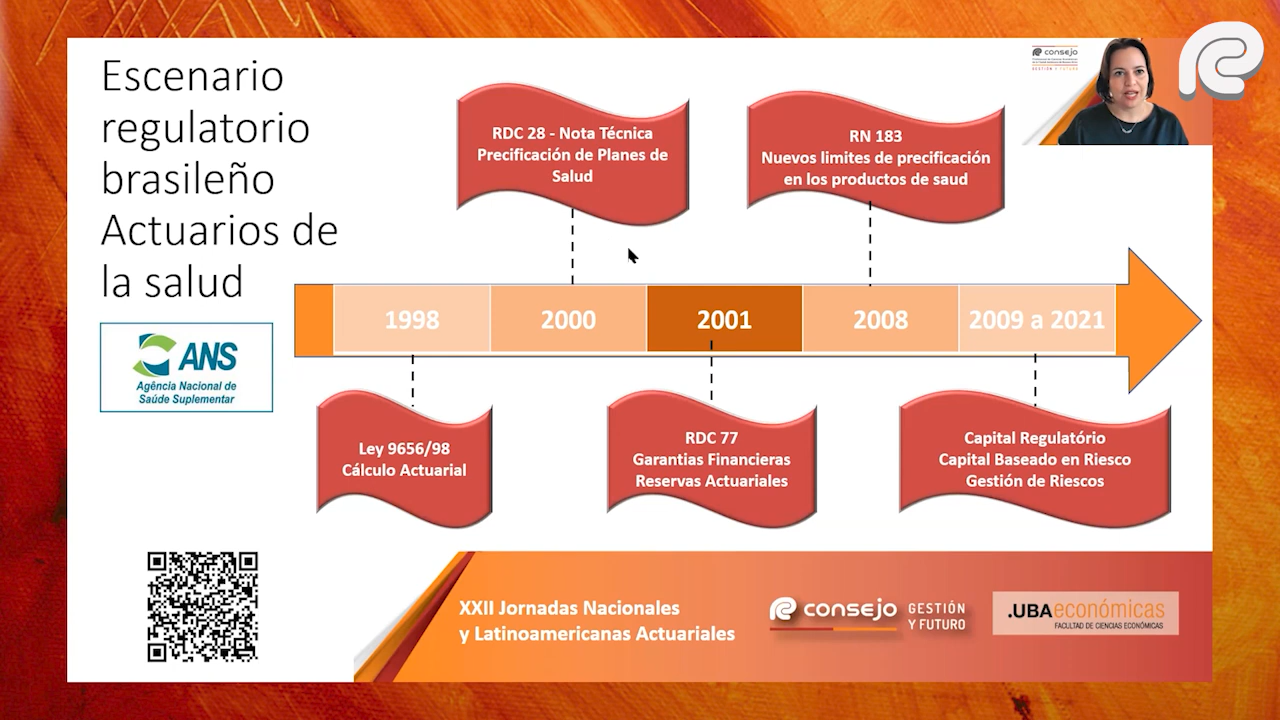 Escenario
regulatorio
brasileño
Actuarios de
la salud
ANS
Agência Nacional de
Saúde Suplementar
RDC 28 - Nota Técnica
Precificación de Planes de
Salud
RN 183
Nuevos limites de precificación
en los productos de saud
consejo
GESTIÓN Y FUTURO
1998
2000
2001
2008
2009 a 2021
Ley 9656/98
Cálculo Actuarial
RDC 77
Garantias Financieras
Reservas Actuariales
Capital Regulatório
Capital Baseado en Riesco
Gestión de Riescos
XXII Jornadas Nacionales
y Latinoamericanas Actuariales
consejo
GESTIÓN
Y FUTURO
.UBAeconómicas
FACULTAD DE CIENCIAS ECONÓMICAS